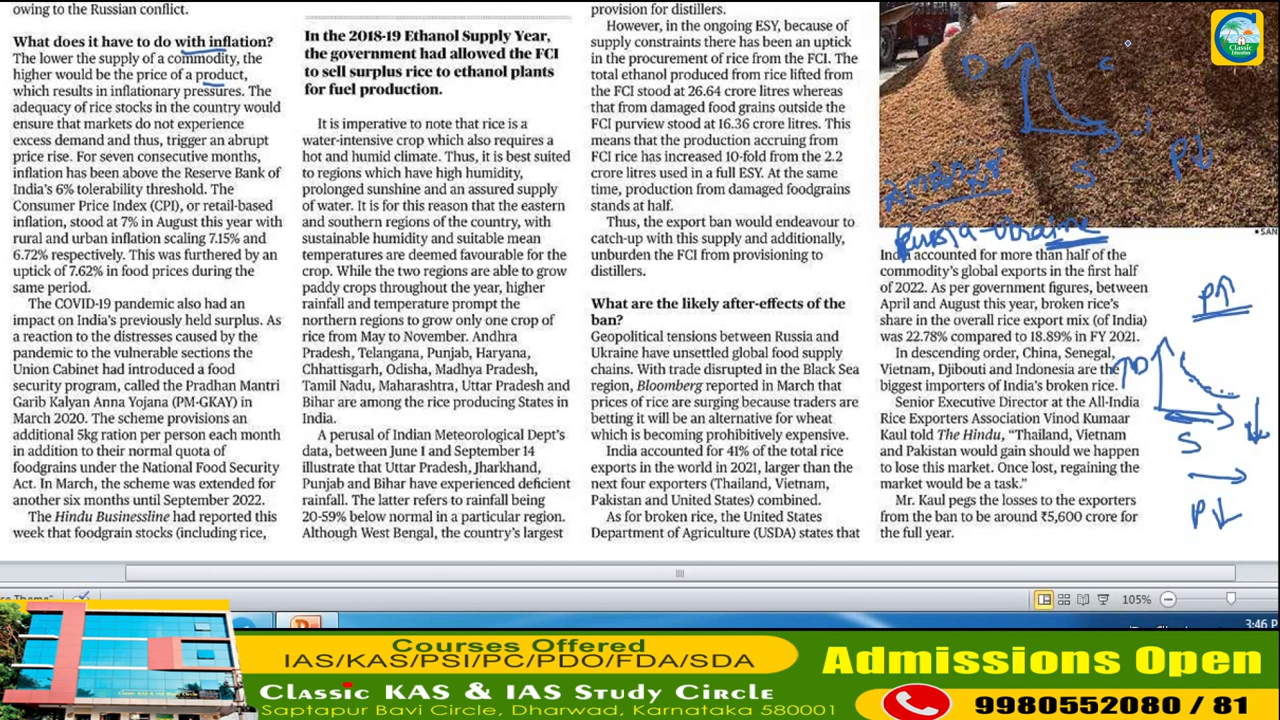 owing to the Russian conflict.
What does it have to do with inflation?
The lower the supply of a commodity, the
higher would be the price of a product,
which results in inflationary pressures. The
adequacy of rice stocks in the country would
ensure that markets do not experience
excess demand and thus, trigger an abrupt
price rise. For seven consecutive months,
inflation has been above the Reserve Bank of
India's 6% tolerability threshold. The
Consumer Price Index (CPI), or retail-based
inflation, stood at 7% in August this year with
rural and urban inflation scaling 7.15% and
6.72% respectively. This was furthered by an
uptick of 7.62% in food prices during the
same period.
The COVID-19 pandemic also had an
impact on India's previously held surplus. As
a reaction to the distresses caused by the
pandemic to the vulnerable sections the
Union Cabinet had introduced a food
security program, called the Pradhan Mantri
Garib Kalyan Anna Yojana (PM-GKAY) in
March 2020. The scheme provisions an
additional 5kg ration per person each month
in addition to their normal quota of
foodgrains under the National Food Security
Act. In March, the scheme was extended for
another six months until September 2022.
The Hindu Businessline had reported this
week that foodgrain stocks (including rice,
In the 2018-19 Ethanol Supply Year,
the government had allowed the FCI
to sell surplus rice to ethanol plants
for fuel production.
It is imperative to note that rice is a
water-intensive crop which also requires a
hot and humid climate. Thus, it is best suited
to regions which have high humidity,
prolonged sunshine and an assured supply
of water. It is for this reason that the eastern
and southern regions of the country, with
sustainable humidity and suitable mean
temperatures are deemed favourable for the
crop. While the two regions are able to grow
paddy crops throughout the year, higher
rainfall and temperature prompt the
northern regions to grow only one crop of
rice from May to November. Andhra
Pradesh, Telangana, Punjab, Haryana,
Chhattisgarh, Odisha, Madhya Pradesh,
Tamil Nadu, Maharashtra, Uttar Pradesh and
Bihar are among the rice producing States in
India.
A perusal of Indian Meteorological Dept's
data, between June 1 and September 14
illustrate that Uttar Pradesh, Jharkhand,
Punjab and Bihar have experienced deficient
rainfall. The latter refers to rainfall being
20-59% below normal in a particular region.
Although West Bengal, the country's largest
provision for distillers.
However, in the ongoing ESY, because of
supply constraints there has been an uptick
in the procurement of rice from the FCI. The
total ethanol produced from rice lifted from
the FCI stood at 26.64 crore litres whereas
that from damaged food grains outside the
FCI purview stood at 16.36 crore litres. This
means that the production accruing from
FCI rice has increased 10-fold from the 2.2
crore litres used in a full ESY. At the same
time, production from damaged foodgrains
stands at half.
Thus, the export ban would endeavour to
catch-up with this supply and additionally,
unburden the FCI from provisioning to
distillers.
What are the likely after-effects of the
ban?
Geopolitical tensions between Russia and
Ukraine have unsettled global food supply
chains. With trade disrupted in the Black Sea
region, Bloomberg reported in March that
prices of rice are surging because traders are
betting it will be an alternative for wheat
which is becoming prohibitively expensive.
India accounted for 41% of the total rice
exports in the world in 2021, larger than the
next four exporters (Thailand, Vietnam,
Pakistan and United States) combined.
As for broken rice, the United States
Department of Agriculture (USDA) states that
D
S
P↓
Russia-Ukraine
SAN
India accounted for more than half of the
commodity's global exports in the first half
of 2022. As per government figures, between
April and August this year, broken rice's
share in the overall rice export mix (of India)
was 22.78% compared to 18.89% in FY 2021.
In descending order, China, Senegal,
Vietnam, Djibouti and Indonesia are the
biggest importers of India's broken rice.
Senior Executive Director at the All-India
Rice Exporters Association Vinod Kumaar
Kaul told The Hindu, “Thailand, Vietnam
and Pakistan would gain should we happen
to lose this market. Once lost, regaining the
market would be a task.”
Mr. Kaul pegs the losses to the exporters
from the ban to be around ₹5,600 crore for
the full year.
P↑
↑D
S
P↓
Classic
Education
105%
3:46 P
Courses Offered
IAS/KAS/PSI/PC/PDO/FDA/SDA
Classic KAS & IAS Study Circle
Saptapur Bavi Circle, Dharwad, Karnataka 580001
Admissions Open
9980552080 / 81